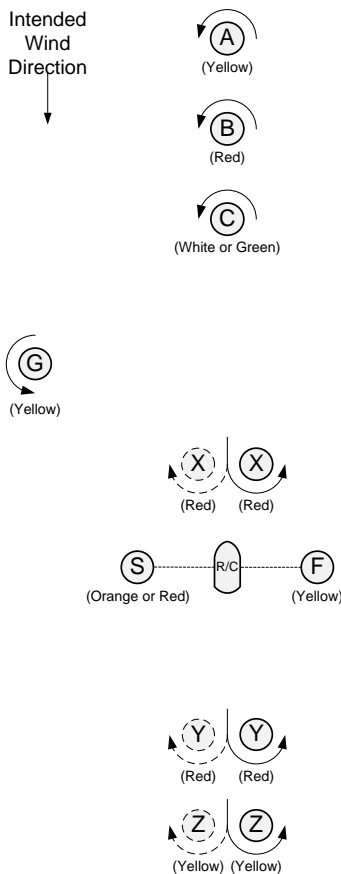 Intended
Wind
Direction
A
(Yellow)
B
(Red)
C
(White or Green)
G
(Yellow)
X X
(Red) (Red)
S R/C F
(Orange or Red) (Yellow)
Y Y
(Red) (Red)
Z Z
(Yellow) (Yellow)